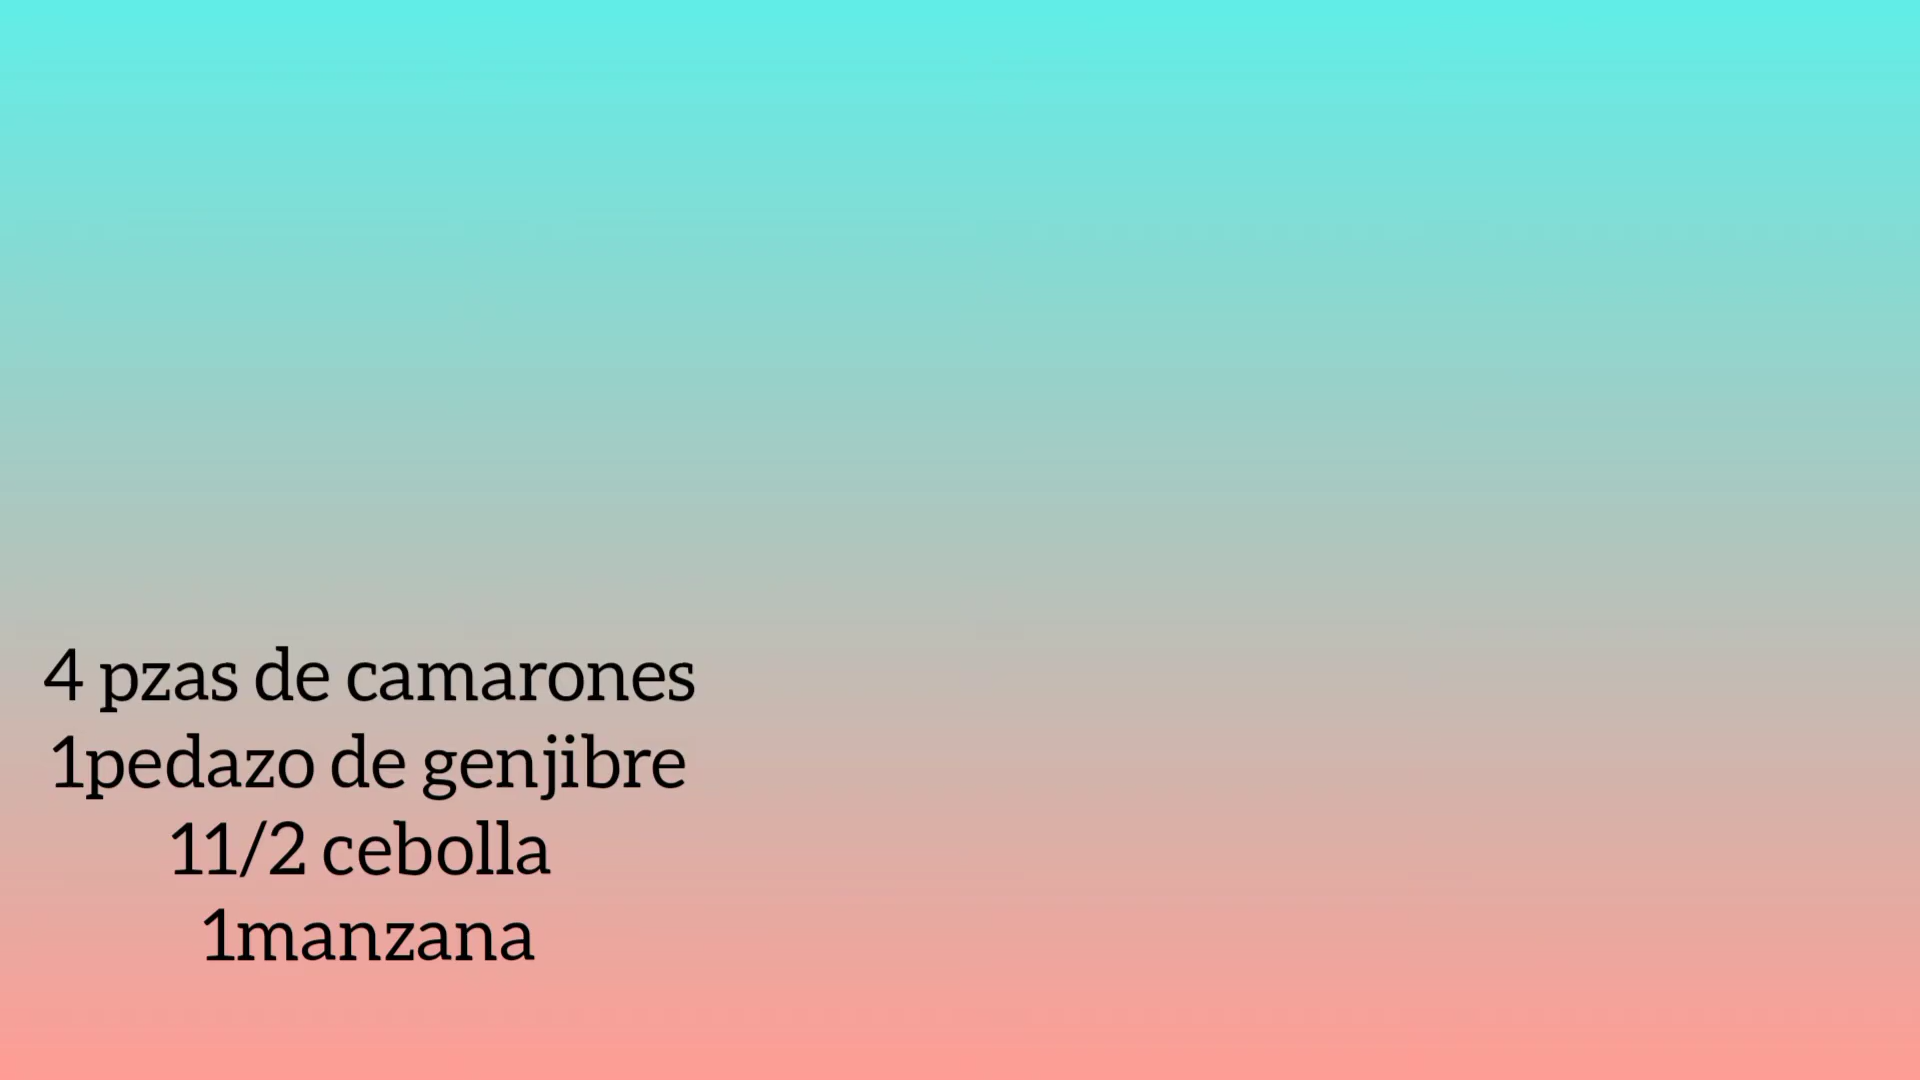 4 pzas de camarones
1pedazo de genjibre
11/2 cebolla
1manzana